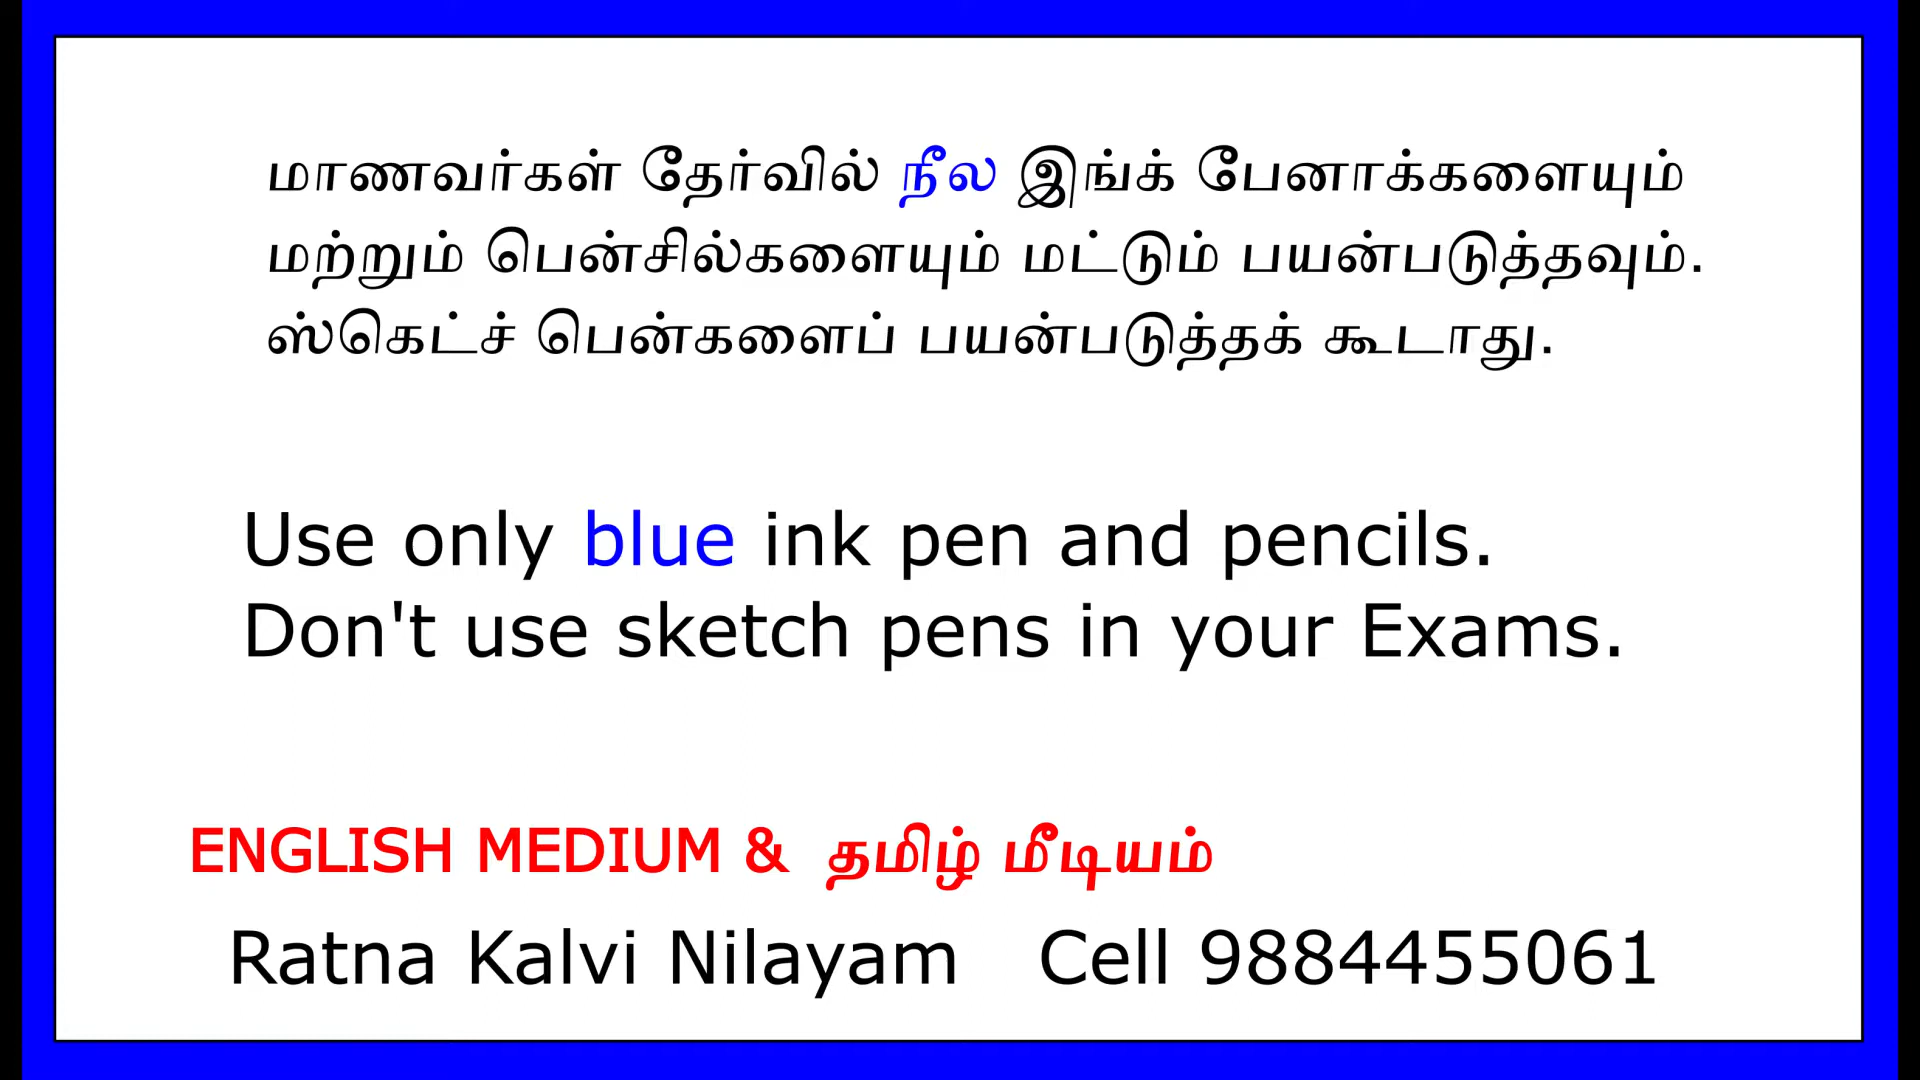 மாணவர்கள் தேர்வில் நீல இங்க் பேனாக்களையும்
மற்றும் பென்சில்களையும் மட்டும் பயன்படுத்தவும்.
ஸ்கெட்ச் பென்களைப் பயன்படுத்தக் கூடாது.
Use only blue ink pen and pencils.
Don't use sketch pens in your Exams.
ENGLISH MEDIUM & தமிழ் மீடியம்
Ratna Kalvi Nilayam Cell 9884455061